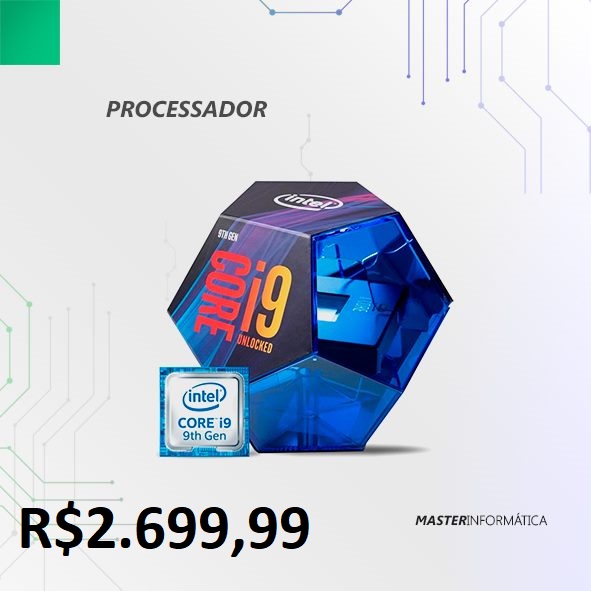 PROCESSADOR
intel
9TH GEN
CORE i9
UNLOCKED
intel
CORE i9
9th Gen
R$2.699,99
MASTERINFORMÁTICA